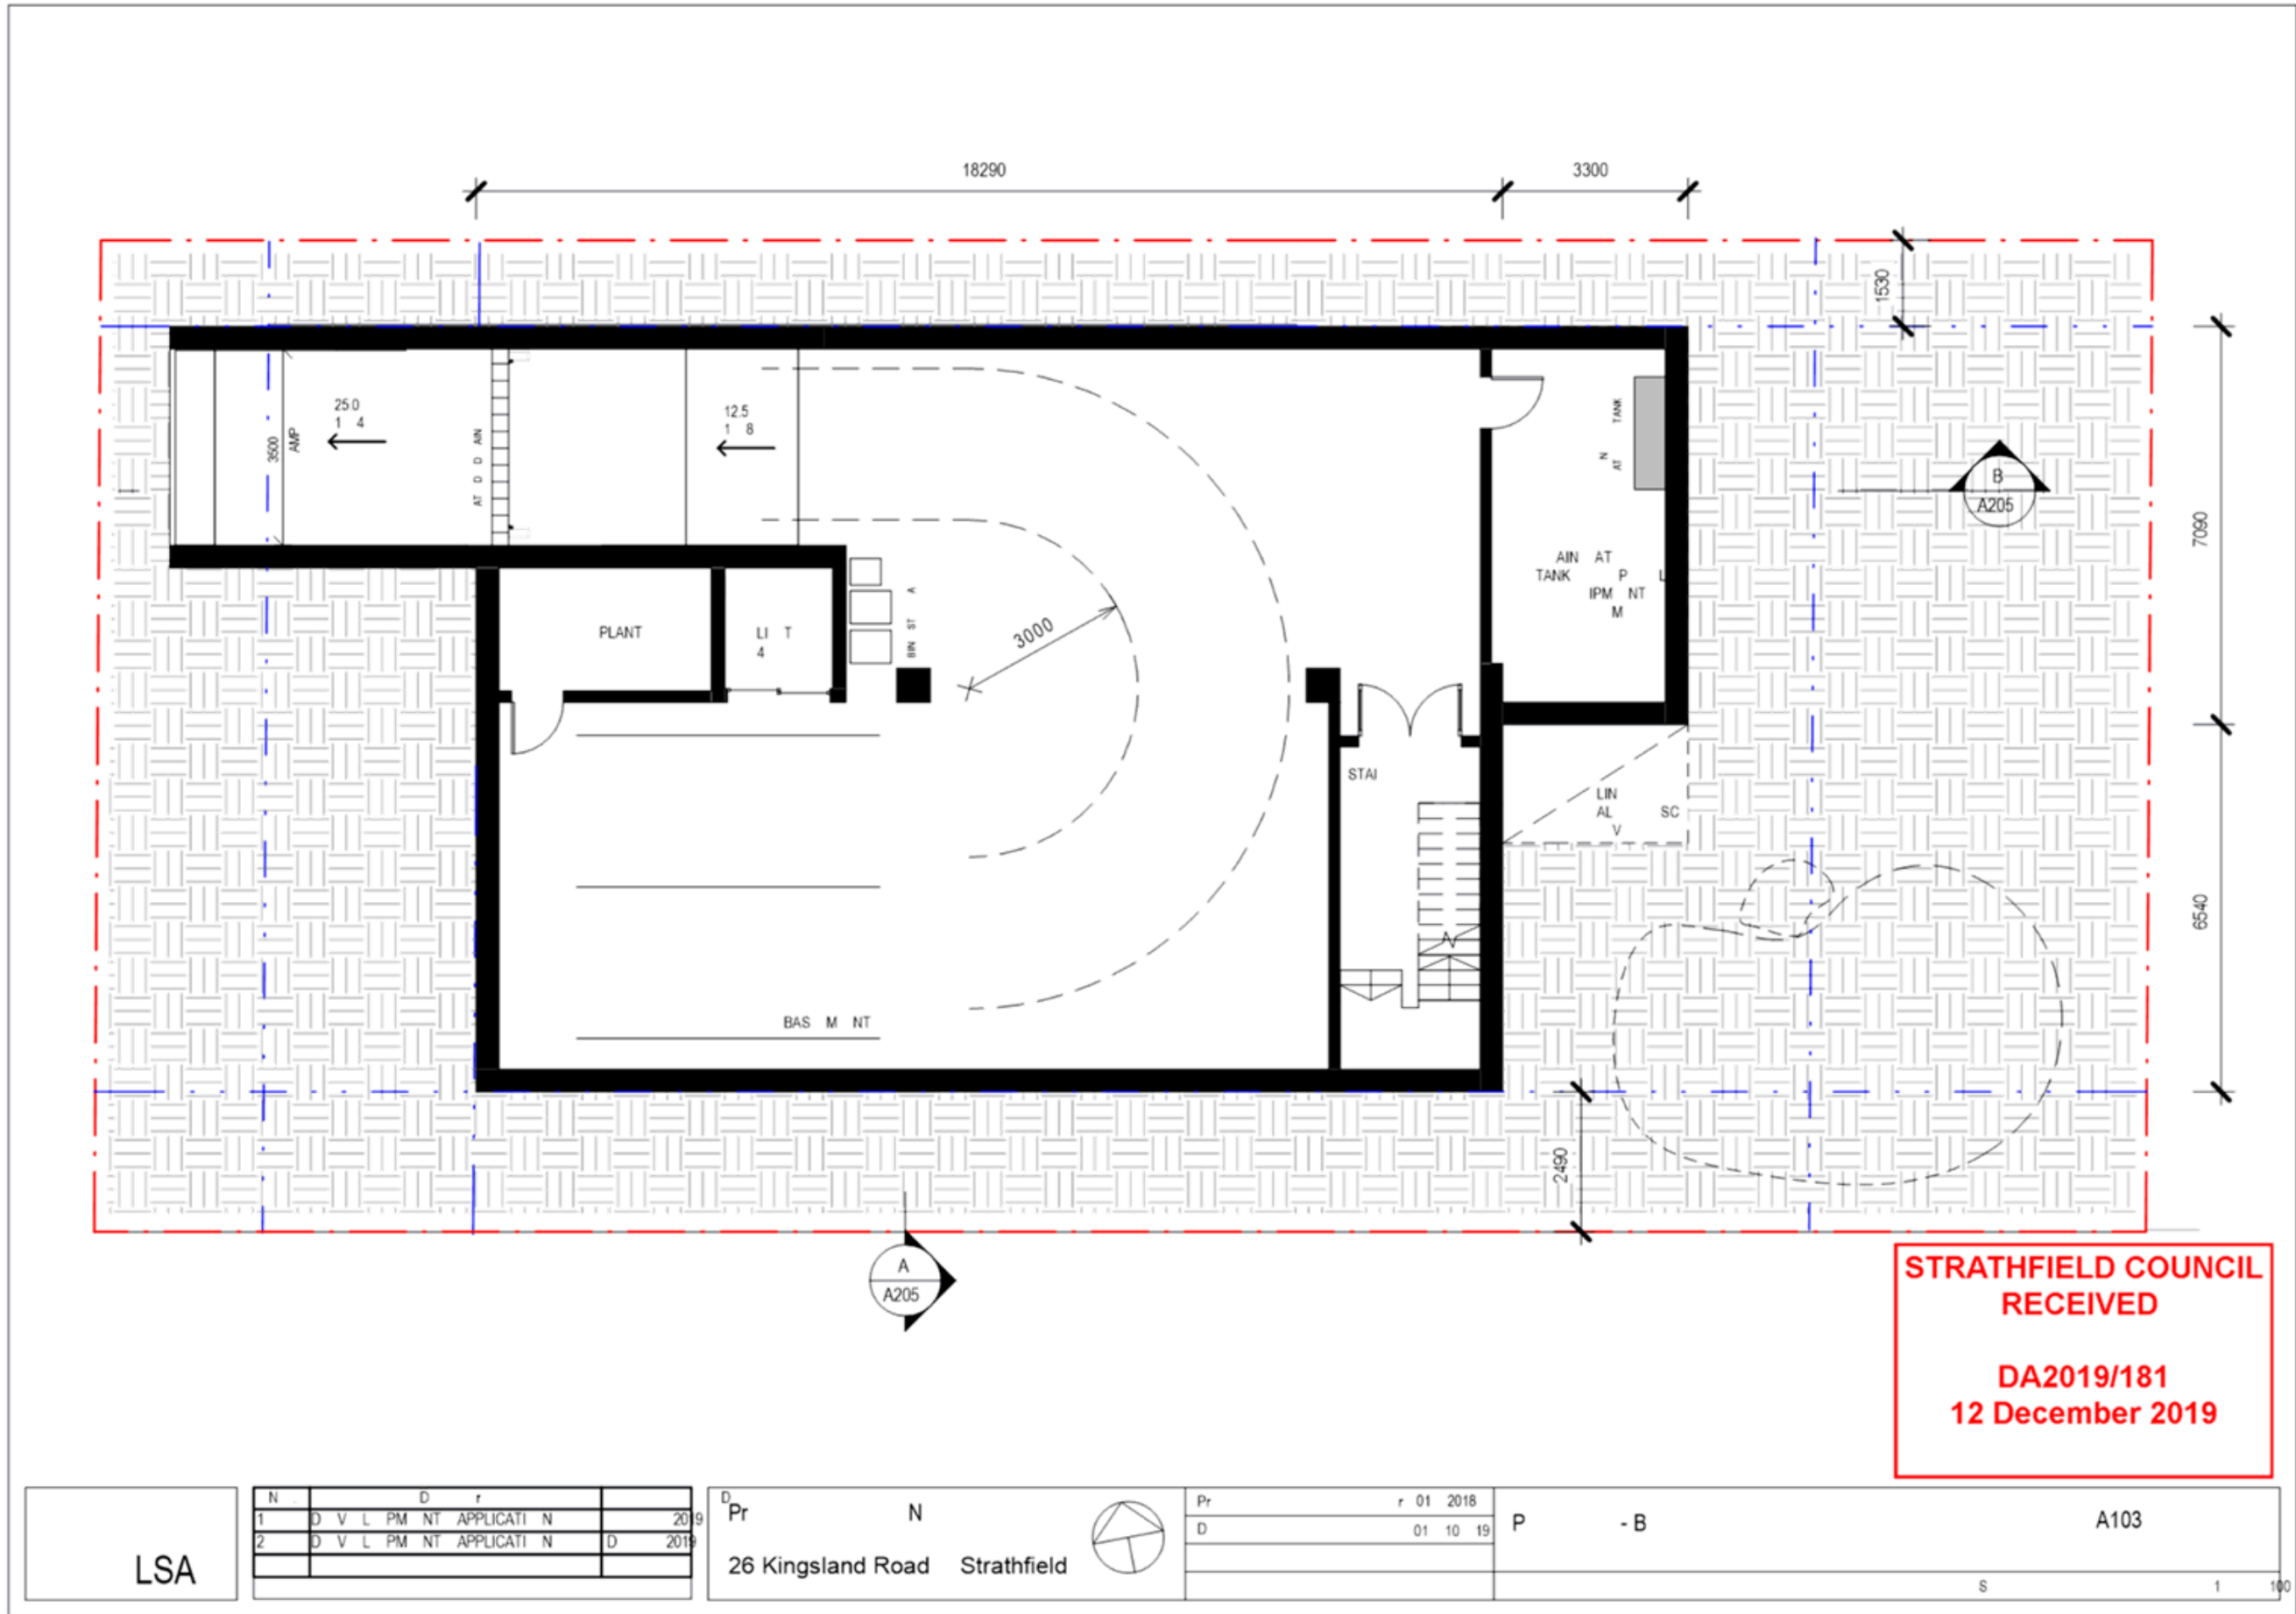 18290
3300
1530
7090
6540
2490
25.0
1 4
3500
AMP
AT D D AIN
12.5
1 8
PLANT
LI T
4
BIN ST A
3000
N TANK
AT
AIN AT
TANK P L
IPM NT
M
B
A205
STAI
LIN
AL SC
V
BAS M NT
A
A205
STRATHFIELD COUNCIL
RECEIVED
DA2019/181
12 December 2019
LSA
N D r
1 D V L PM NT APPLICATI N 2019
2 D V L PM NT APPLICATI N D 2019
D
Pr N
26 Kingsland Road Strathfield
Pr r 01 2018
D 01 10 19
P - B
A103
S 1 100